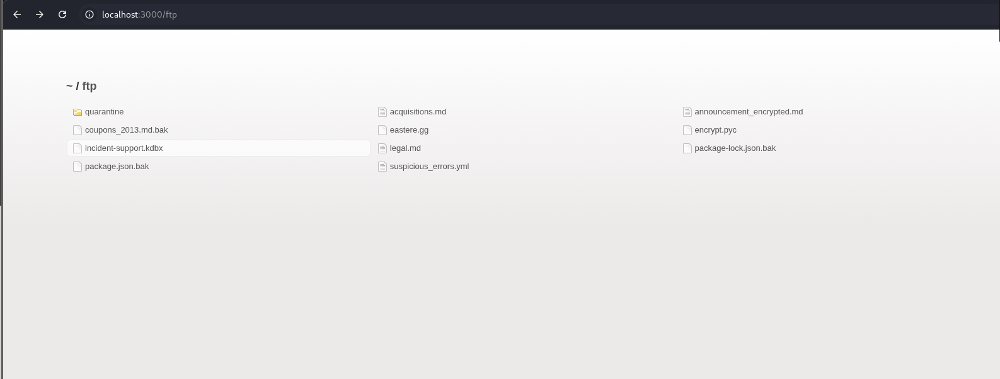 localhost:3000/ftp
~ / ftp
quarantine acquisitions.md announcement_encrypted.md
coupons_2013.md.bak eastere.gg encrypt.pyc
incident-support.kdbx legal.md package-lock.json.bak
package.json.bak suspicious_errors.yml